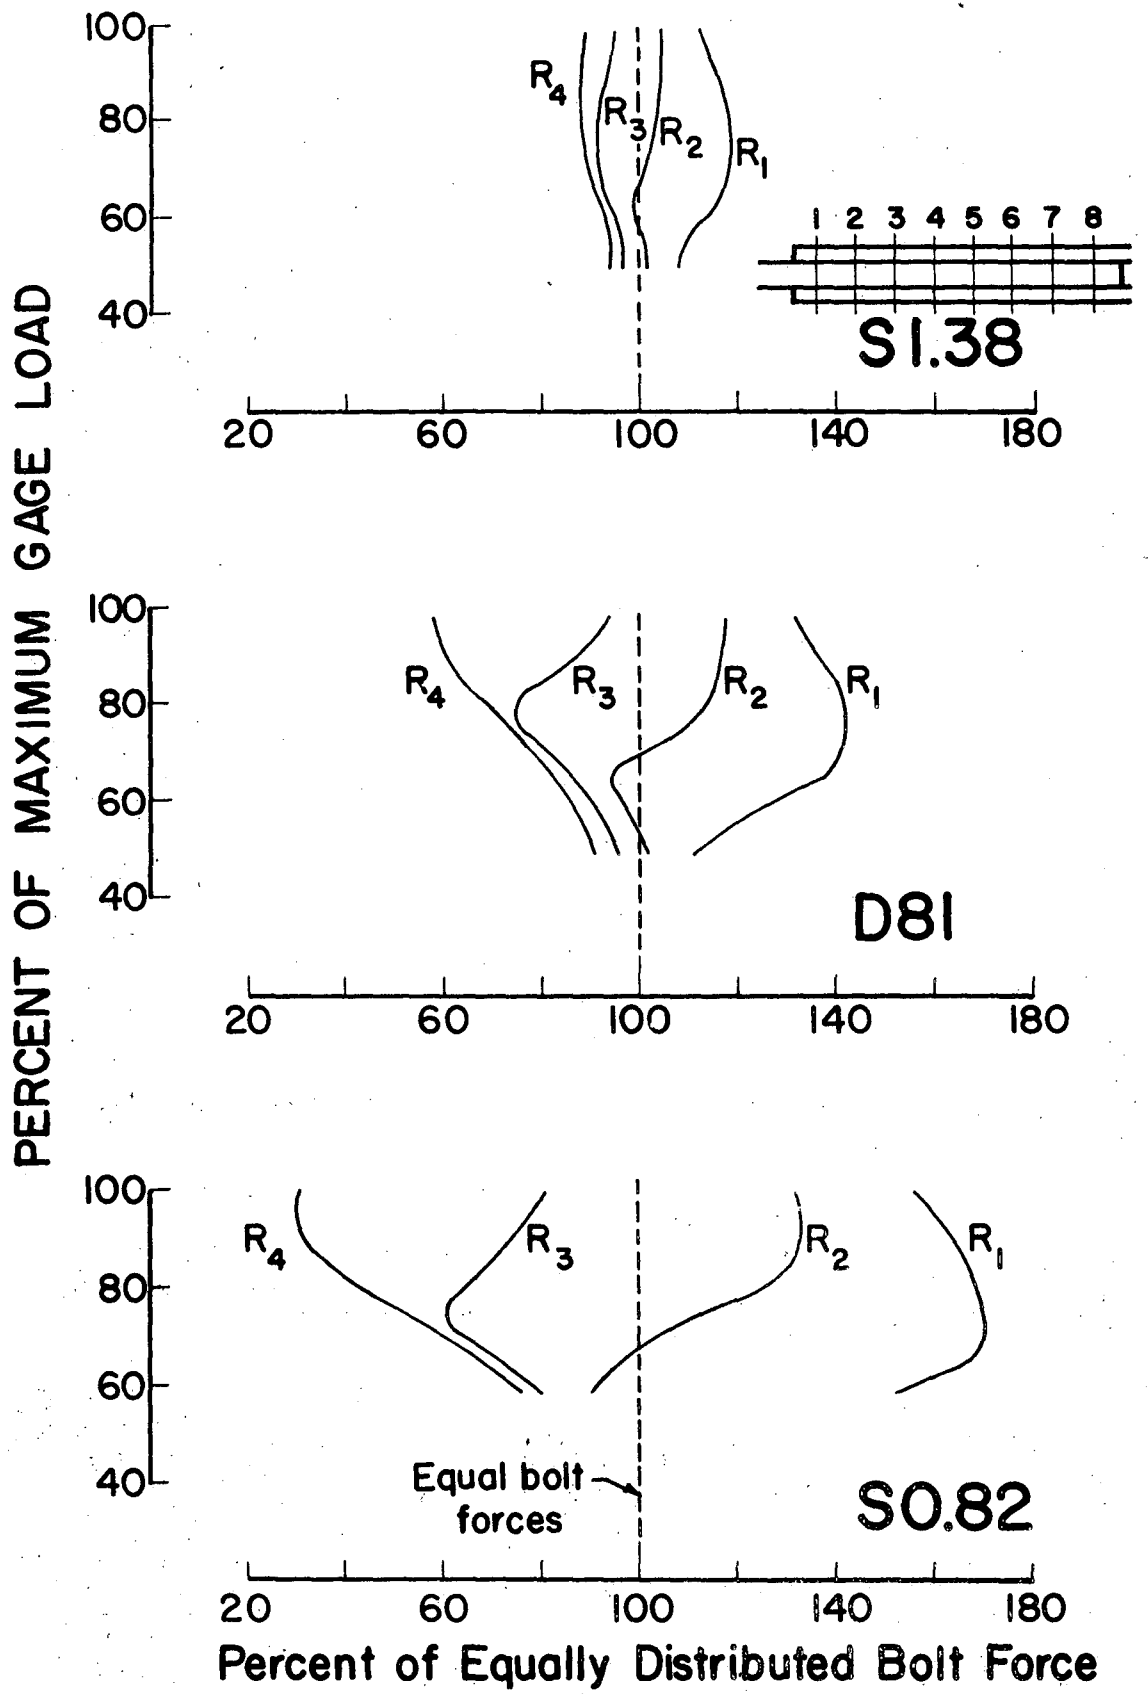 PERCENT OF MAXIMUM GAGE LOAD
100
80
60
40
R4
R3
R2
R1
1 2 3 4 5 6 7 8
S1.38
20 60 100 140 180
100
80
60
40
R4
R3
R2
R1
D81
20 60 100 140 180
100
80
60
40
R4
R3
R2
R1
Equal bolt
forces
S0.82
20 60 100 140 180
Percent of Equally Distributed Bolt Force